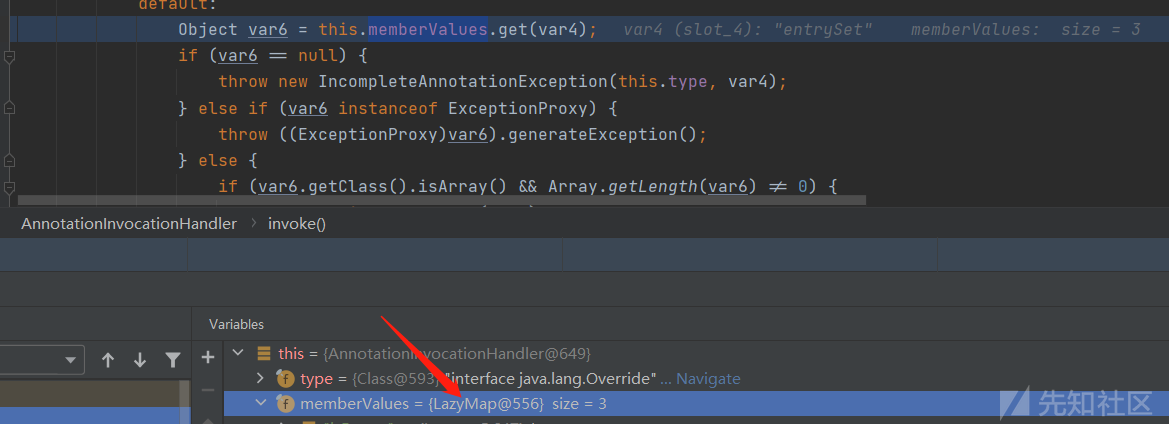 default:
Object var6 = this.memberValues.get(var4); var4 (slot_4): "entrySet" memberValues: size = 3
if (var6 == null) {
throw new IncompleteAnnotationException(this.type, var4);
} else if (var6 instanceof ExceptionProxy) {
throw ((ExceptionProxy)var6).generateException();
} else {
if (var6.getClass().isArray() && Array.getLength(var6) != 0) {
AnnotationInvocationHandler > invoke()
Variables
this = {AnnotationInvocationHandler@649}
type = {Class@593} "interface java.lang.Override" ... Navigate
memberValues = {LazyMap@556} size = 3
先知社区